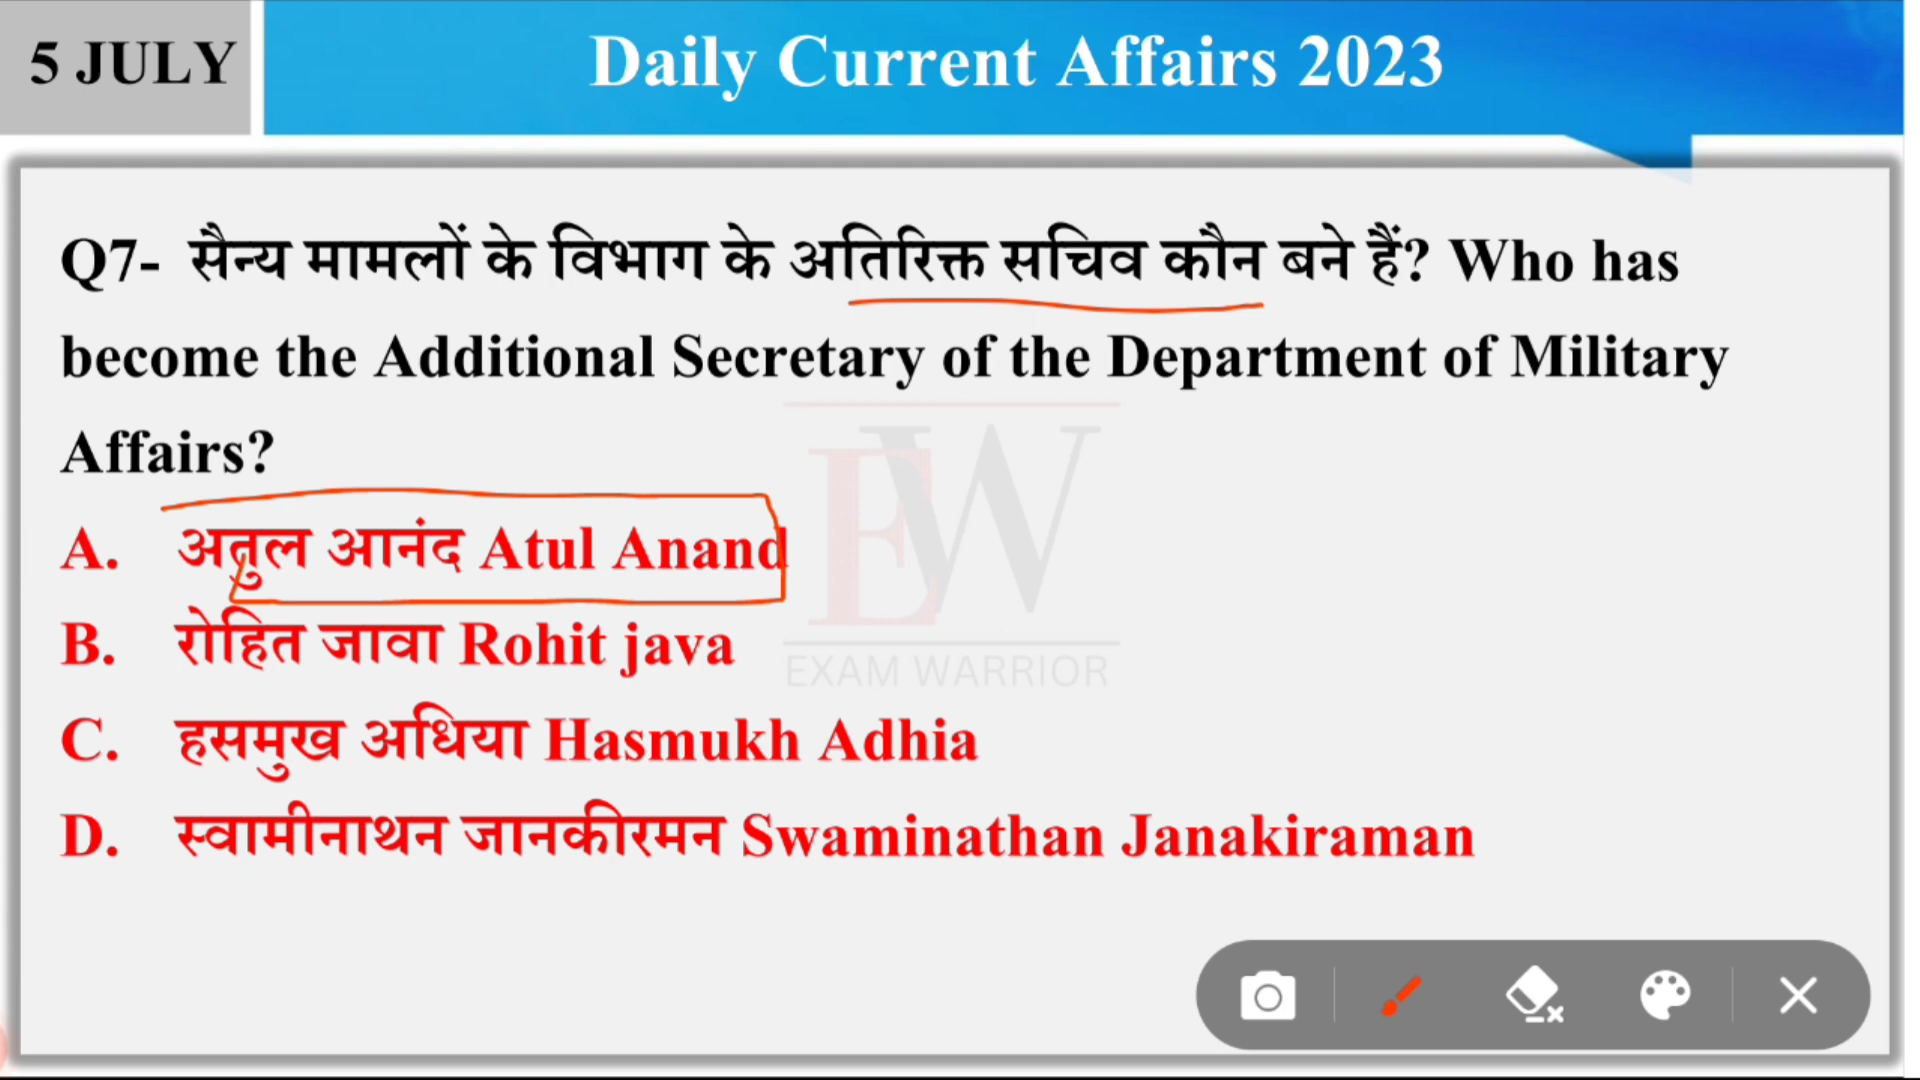 5 JULY
Daily Current Affairs 2023
Q7- सैन्य मामलों के विभाग के अतिरिक्त सचिव कौन बने हैं? Who has
become the Additional Secretary of the Department of Military
Affairs?
A. अतुल आनंद Atul Anand
B. रोहित जावा Rohit java
C. हसमुख अधिया Hasmukh Adhia
D. स्वामीनाथन जानकीरमन Swaminathan Janakiraman
EW
EXAM WARRIOR